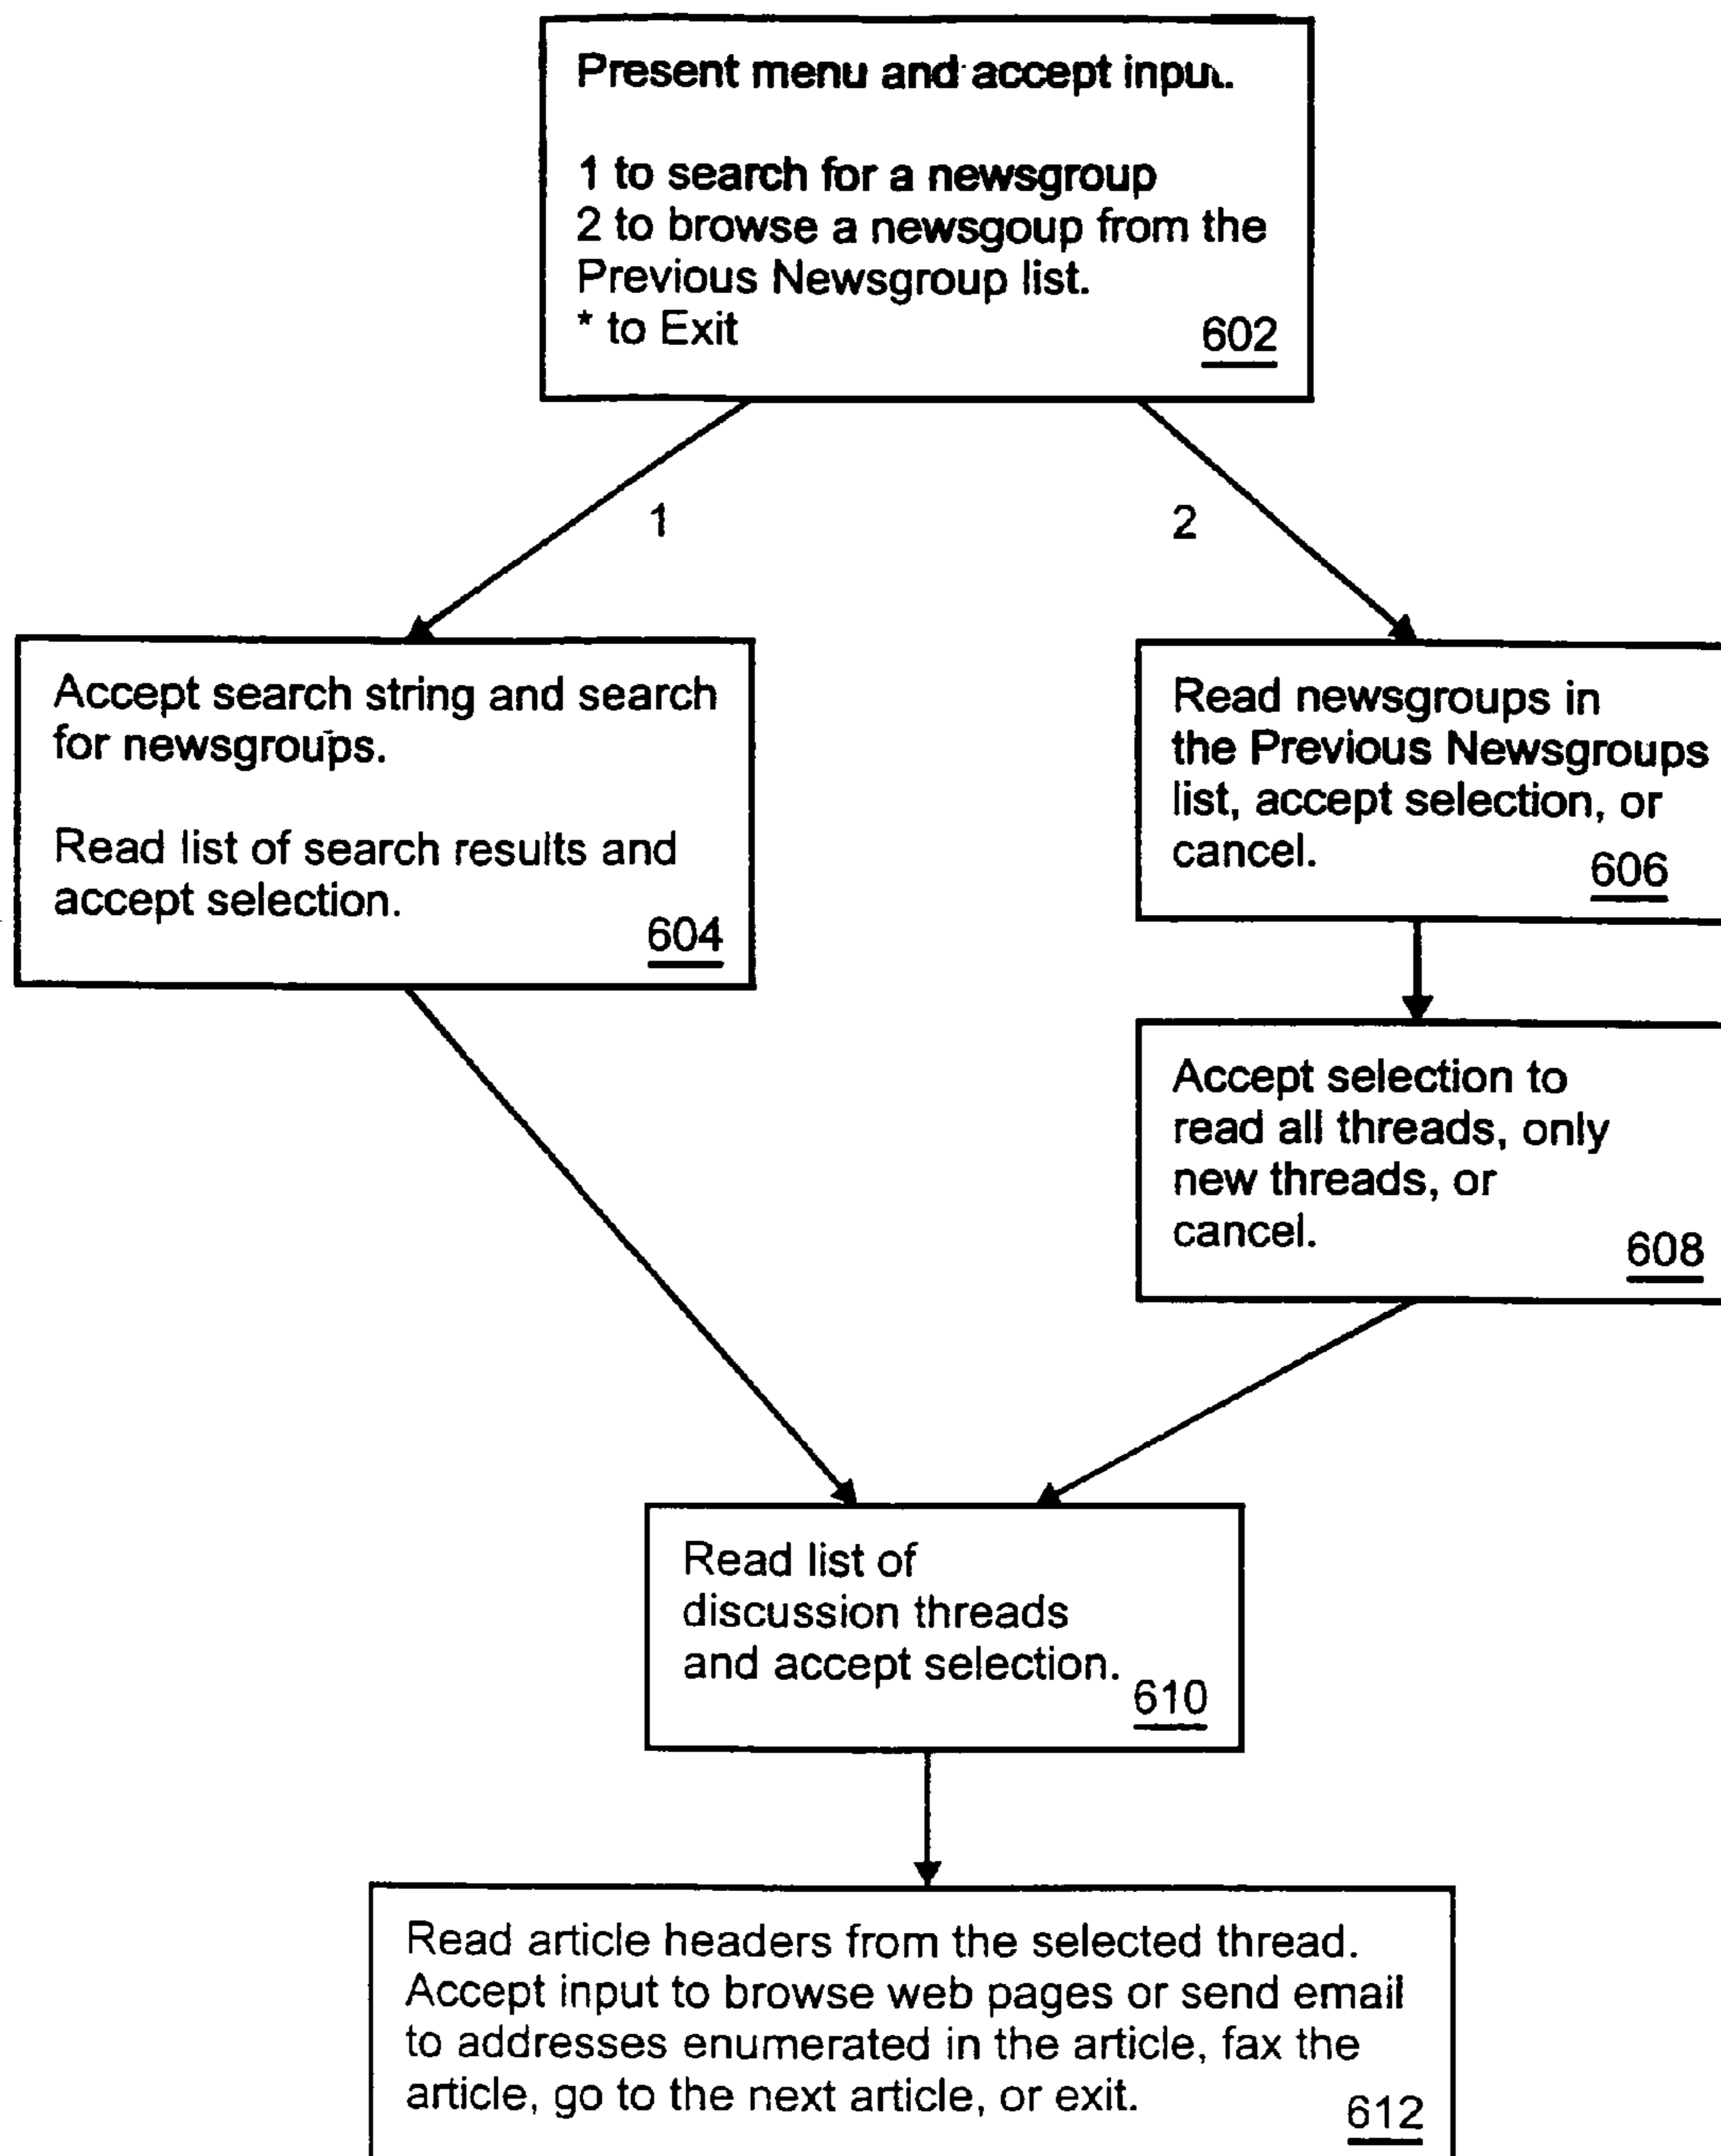 Present menu and accept input.
1 to search for a newsgroup
2 to browse a newsgoup from the
Previous Newsgroup list.
* to Exit
602
1
2
Accept search string and search
for newsgroups.
Read list of search results and
accept selection.
604
Read newsgroups in
the Previous Newsgroups
list, accept selection, or
cancel.
606
Accept selection to
read all threads, only
new threads, or
cancel.
608
Read list of
discussion threads
and accept selection.
610
Read article headers from the selected thread.
Accept input to browse web pages or send email
to addresses enumerated in the article, fax the
article, go to the next article, or exit.
612